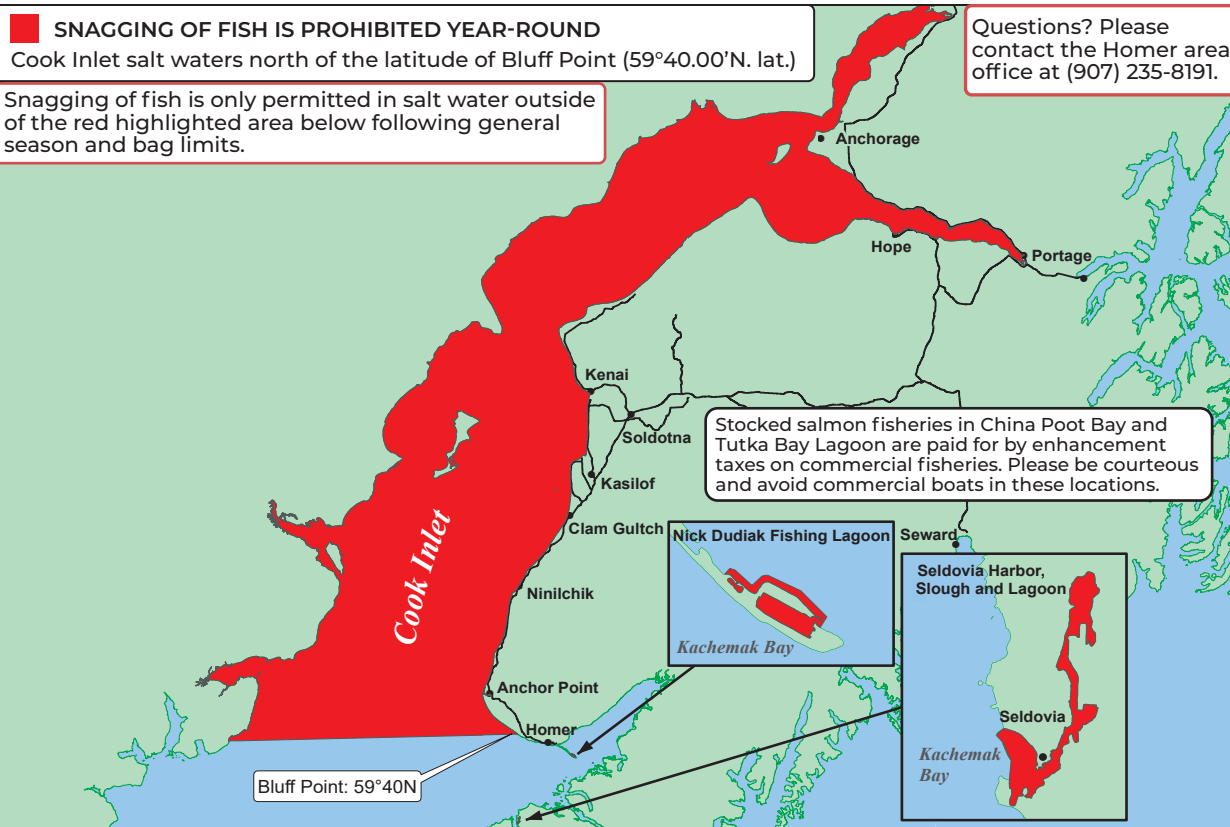 SNAGGING OF FISH IS PROHIBITED YEAR-ROUND
Cook Inlet salt waters north of the latitude of Bluff Point (59°40.00'N. lat.)
Questions? Please
contact the Homer area
office at (907) 235-8191.
Snagging of fish is only permitted in salt water outside
of the red highlighted area below following general
season and bag limits.
Anchorage
Hope
Portage
Kenai
Soldotna
Stocked salmon fisheries in China Poot Bay and
Tutka Bay Lagoon are paid for by enhancement
taxes on commercial fisheries. Please be courteous
and avoid commercial boats in these locations.
Kasilof
Clam Gultch
Cook Inlet
Ninilchik
Nick Dudiak Fishing Lagoon
Kachemak Bay
Seward
Seldovia Harbor,
Slough and Lagoon
Seldovia
Kachemak
Bay
Anchor Point
Homer
Bluff Point: 59°40N